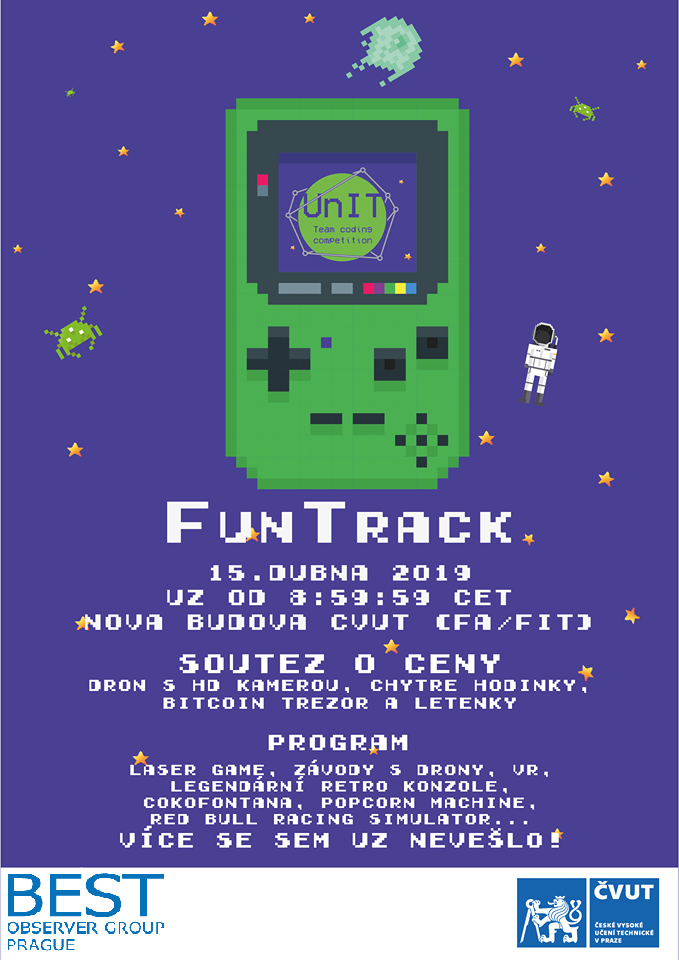 UnIT
Team coding
competition
FUNTRACK
15.DUBNA 2019
UZ OD 8:59:59 CET
NOVA BUDOVA CVUT (FA/FIT)
SOUTEZ O CENY
DRON S HD KAMEROU, CHYTRE HODINKY,
BITCOIN TREZOR A LETENKY
PROGRAM
LASER GAME, ZÁVODY S DRONY, VR,
LEGENDÁRNÍ RETRO KONZOLE,
COKOFONTANA, POPCORN MACHINE,
RED BULL RACING SIMULATOR...
VÍCE SE SEM UZ NEVEŠLO!
BEST
OBSERVER GROUP
PRAGUE
ČVUT
ČESKÉ VYSOKÉ
UČENÍ TECHNICKÉ
V PRAZE